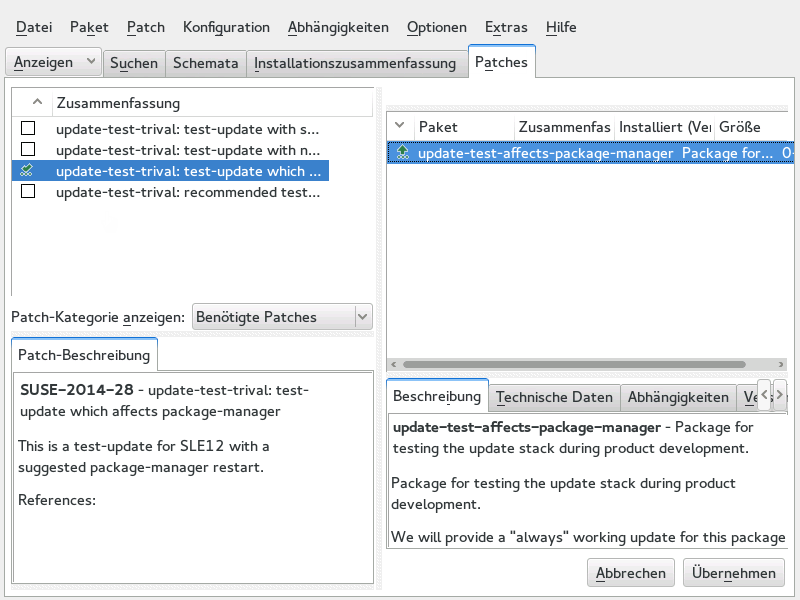 Datei Paket Patch Konfiguration Abhängigkeiten Optionen Extras Hilfe
Anzeigen Suchen Schemata Installationszusammenfassung Patches
Zusammenfassung
update-test-trival: test-update with s...
update-test-trival: test-update with n...
update-test-trival: test-update which ...
update-test-trival: recommended test...
Patch-Kategorie anzeigen: Benötigte Patches
Patch-Beschreibung
SUSE-2014-28 - update-test-trival: test-
update which affects package-manager
This is a test-update for SLE12 with a
suggested package-manager restart.
References:
Paket Zusammenfas Installiert (Ver Größe
update-test-affects-package-manager Package for... 0-
Beschreibung Technische Daten Abhängigkeiten
update-test-affects-package-manager - Package for
testing the update stack during product development.
Package for testing the update stack during product
development.
We will provide a "always" working update for this package
Abbrechen Übernehmen